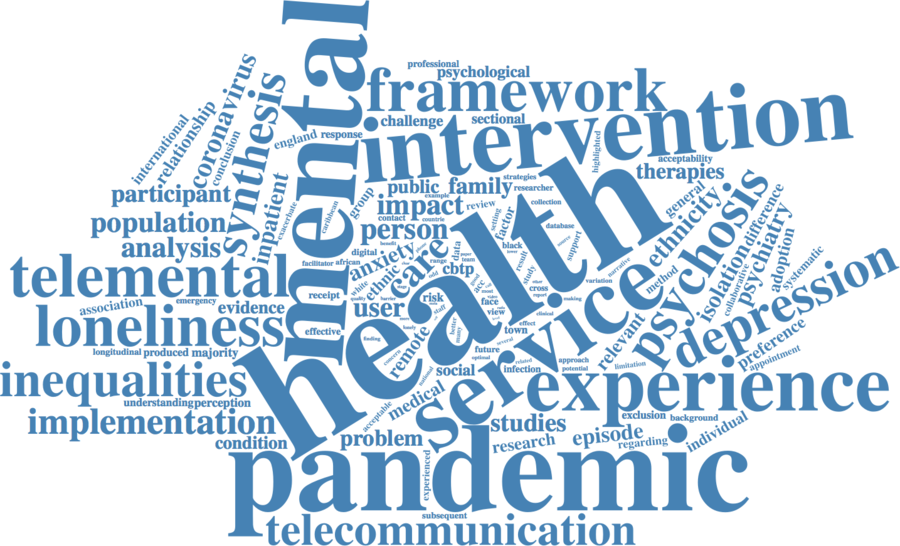 mental
professional
psychological
framework
coronavirus
synthesis
international
relationship
conclusion
england
response
challenge
sectional
intervention
highlighted
acceptability
therapies
participant
population
analysis
inpatient
exacerbate
caribbean
group
public
family
strategies
researcher
example
impact
review
collection
contact
countrie
setting
factor
database
person
general
ethnicity
psychosis
difference
psychiatry
adoption
isolation
collaborative
systematic
narrative
method
variation
support
black
result
study
data
team
range
digital
benefit
anxiety
care
health
facilitator
african
ethnic
cbtp
white
telemental
association
emergency
evidence
receipt
quality
barrier
user
risk
staff
face
view
cross
making
clinical
loneliness
effective
lonely
remote
better
many
town
effect
several
service
relevant
depression
longitudinal
produced
majority
finding
concern
future
optional
related
approach
potential
limitation
preference
appointment
inequalities
understanding
perception
national
social
infection
medical
acceptable
experience
implementation
condition
problem
studies
research
episode
regarding
exclusion
background
individual
experienced
pandemic
subsequent
telecommunication